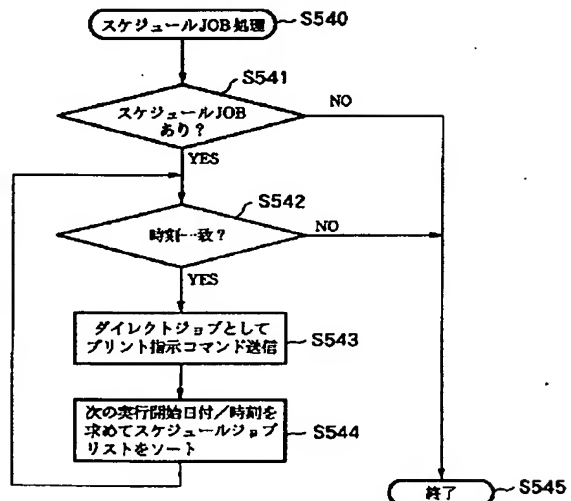 スケジュールJOB処理
S540
S541
スケジュールJOB
あり？
NO
YES
S542
時刻一致？
NO
YES
ダイレクトジョブとして
プリント指示コマンド送信
S543
次の実行開始日付／時刻を
求めてスケジュールジョブ
リストをソート
S544
終了
S545